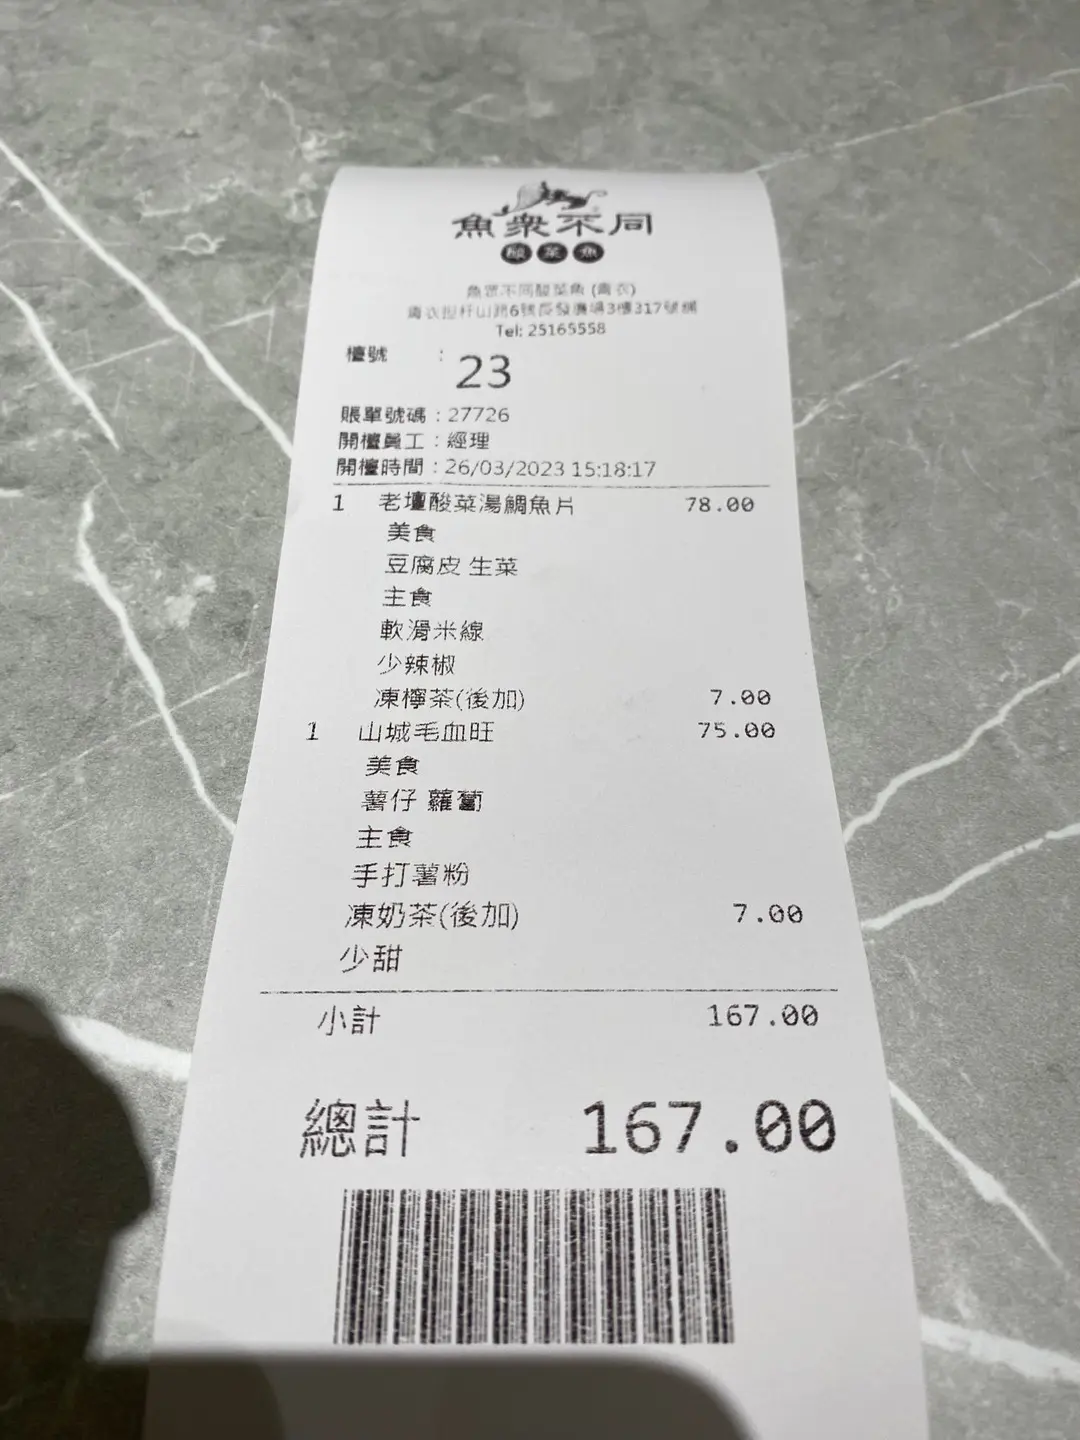 魚眾不同
酸菜魚
魚眾不同酸菜魚 (青衣)
青衣担杆山路6號長發廣場3樓317號舖
Tel: 25165558
檯號 : 23
賬單號碼 : 27726
開檯員工 : 經理
開檯時間 : 26/03/2023 15:18:17
1 老壇酸菜湯鯛魚片 78.00
美食
豆腐皮 生菜
主食
軟滑米線
少辣椒
凍檸茶(後加) 7.00
1 山城毛血旺 75.00
美食
薯仔 蘿蔔
主食
手打薯粉
凍奶茶(後加) 7.00
少甜
小計 167.00
總計 167.00